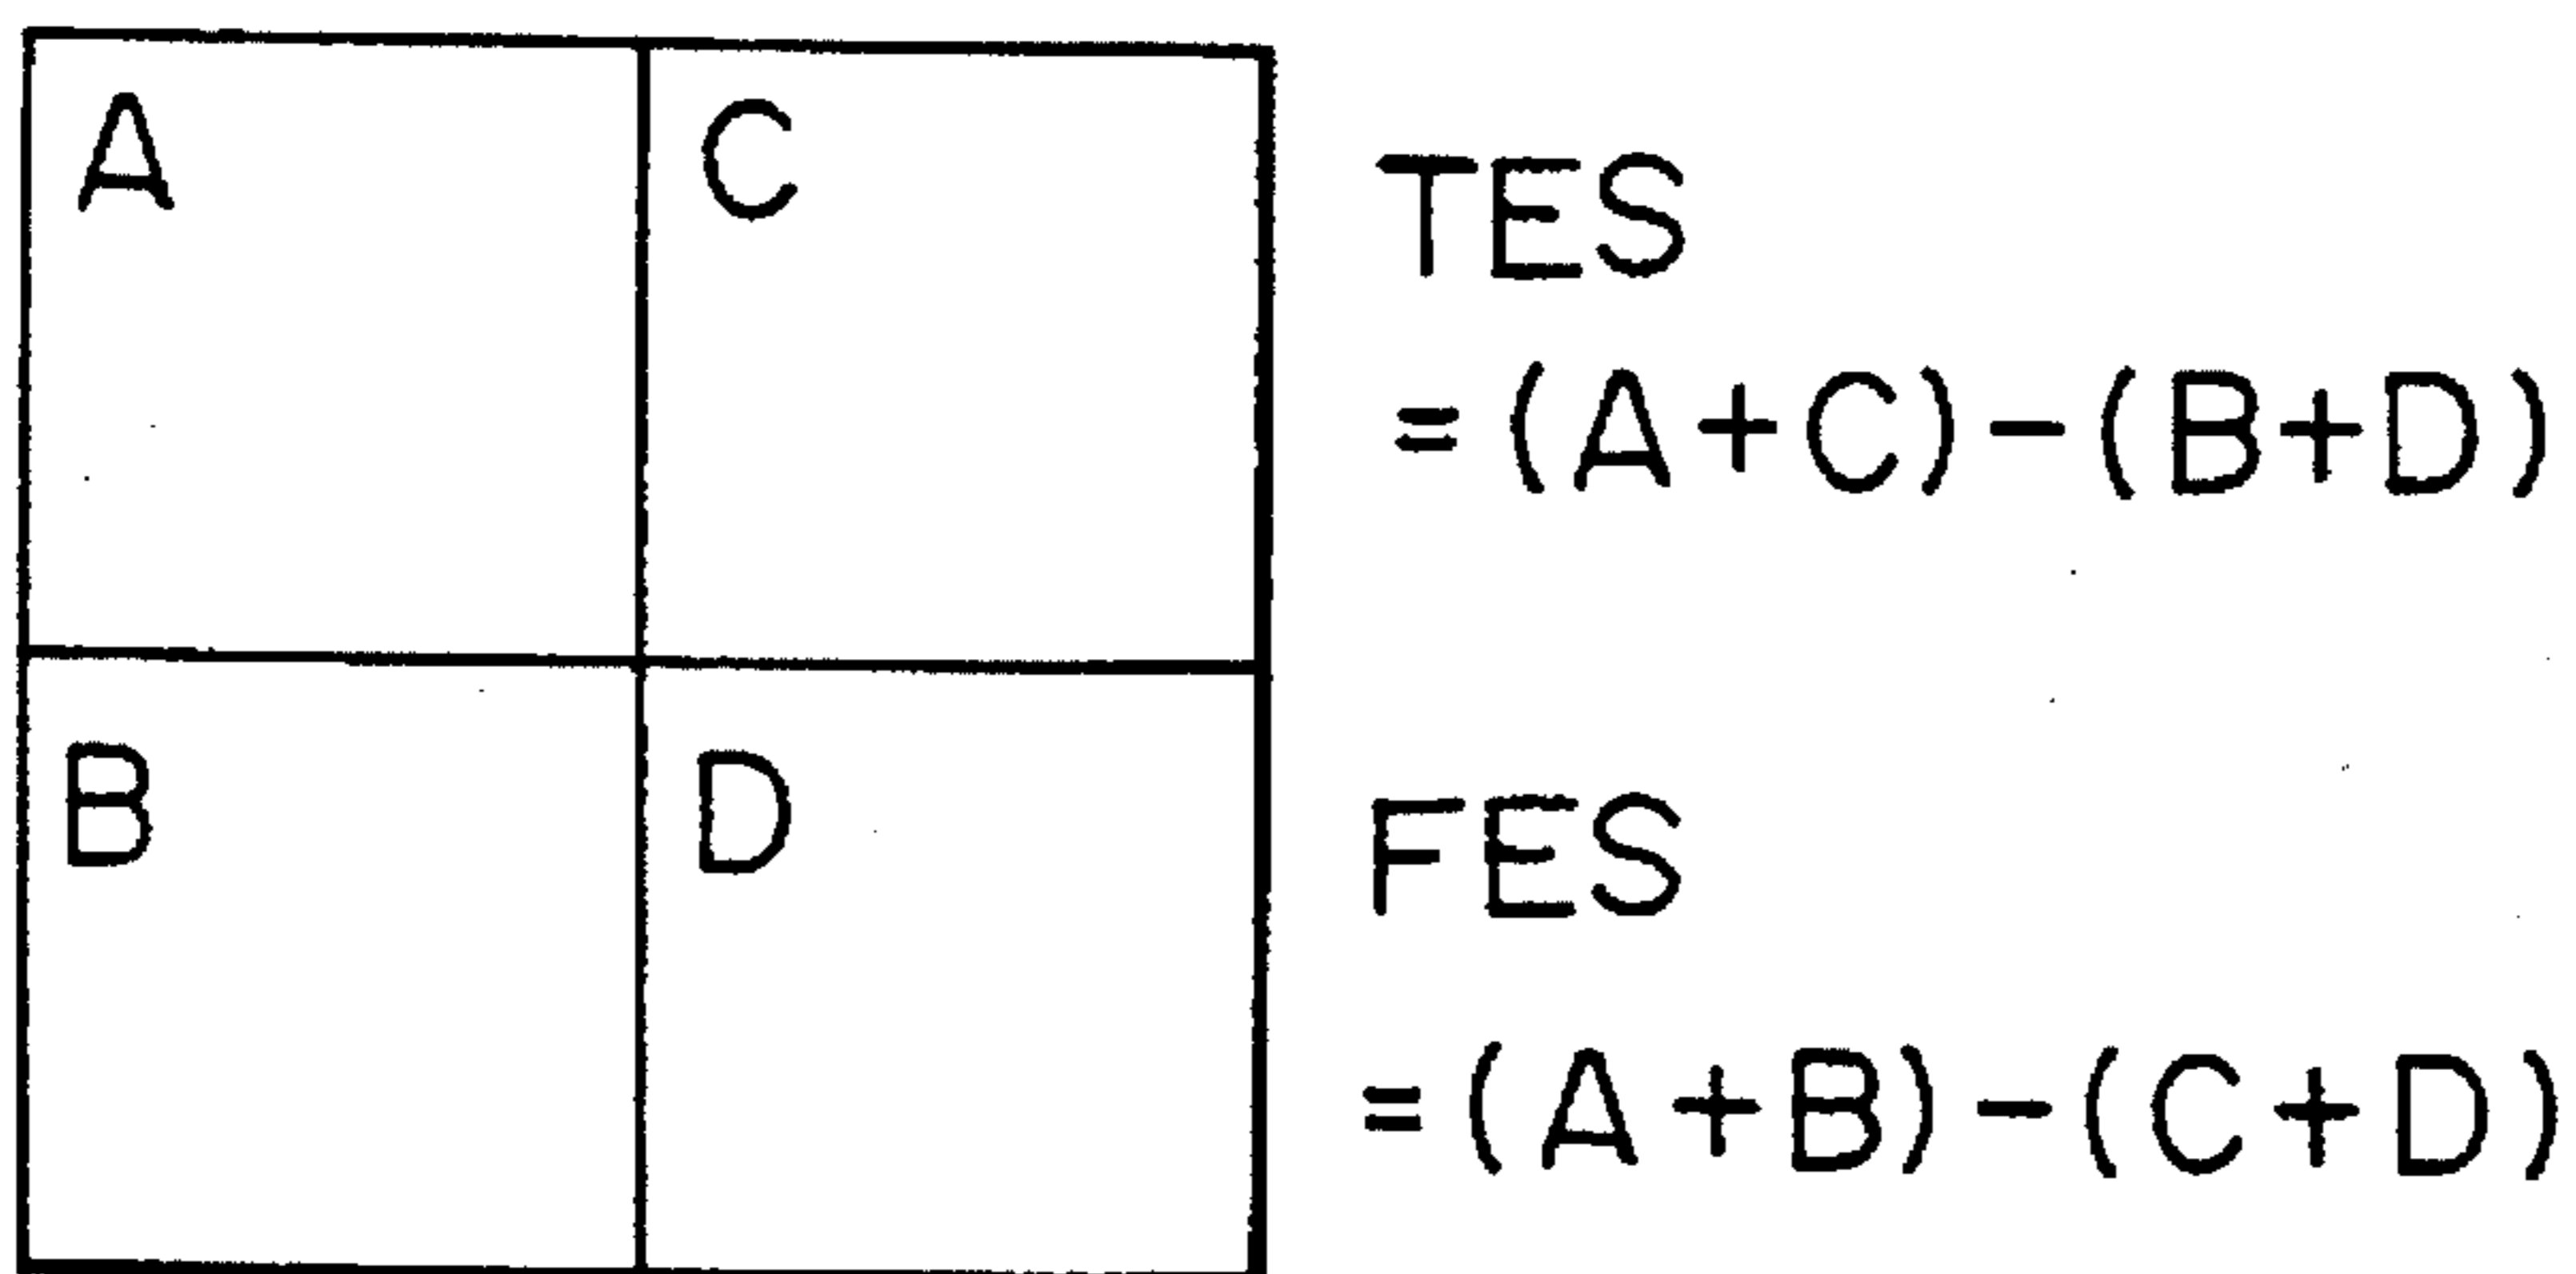 A
C
B
D
TES
=(A+C)-(B+D)
FES
=(A+B)-(C+D)